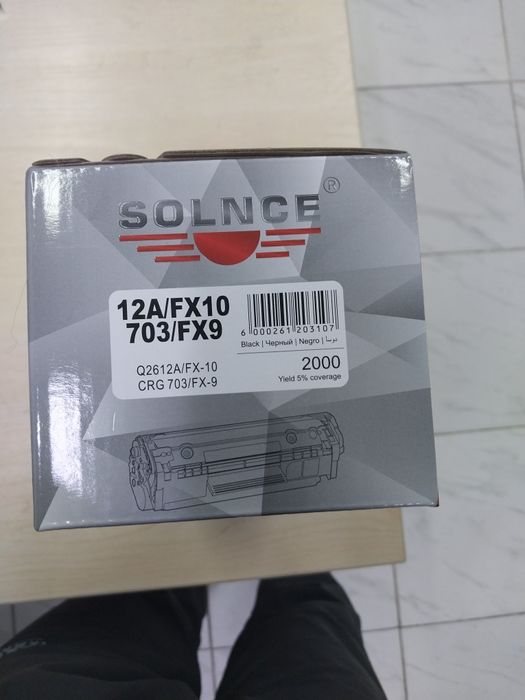 SOLNCE®
12A/FX10
703/FX9
Q2612A/FX-10
CRG 703/FX-9
6 000261 203107
Black | Черный | Negro |
2000
Yield 5% coverage